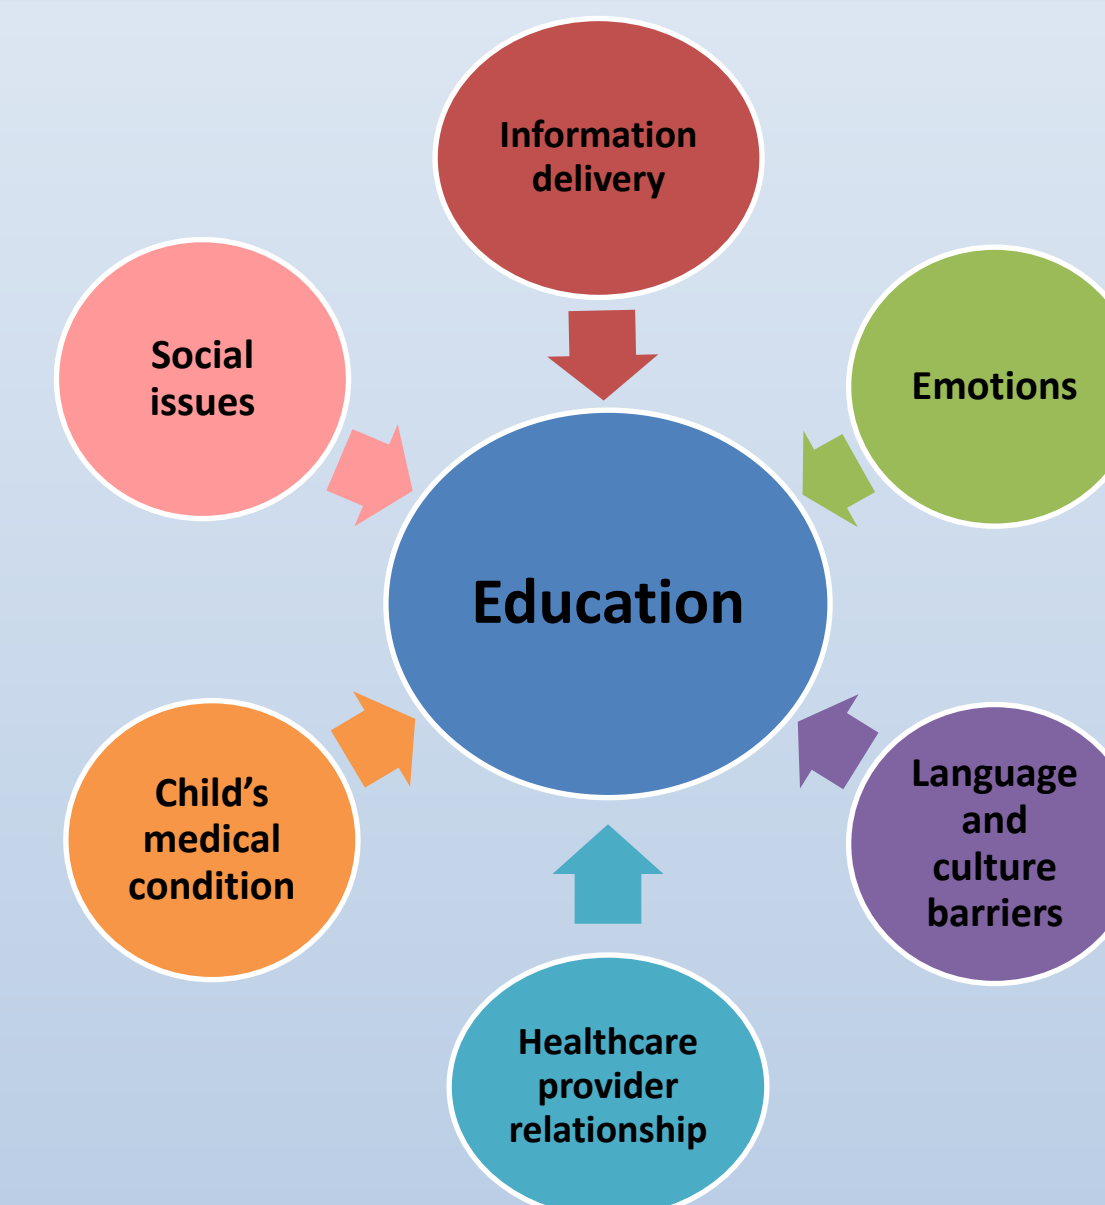 Information
delivery
Social
issues
Emotions
Education
Child’s
medical
condition
Language
and
culture
barriers
Healthcare
provider
relationship